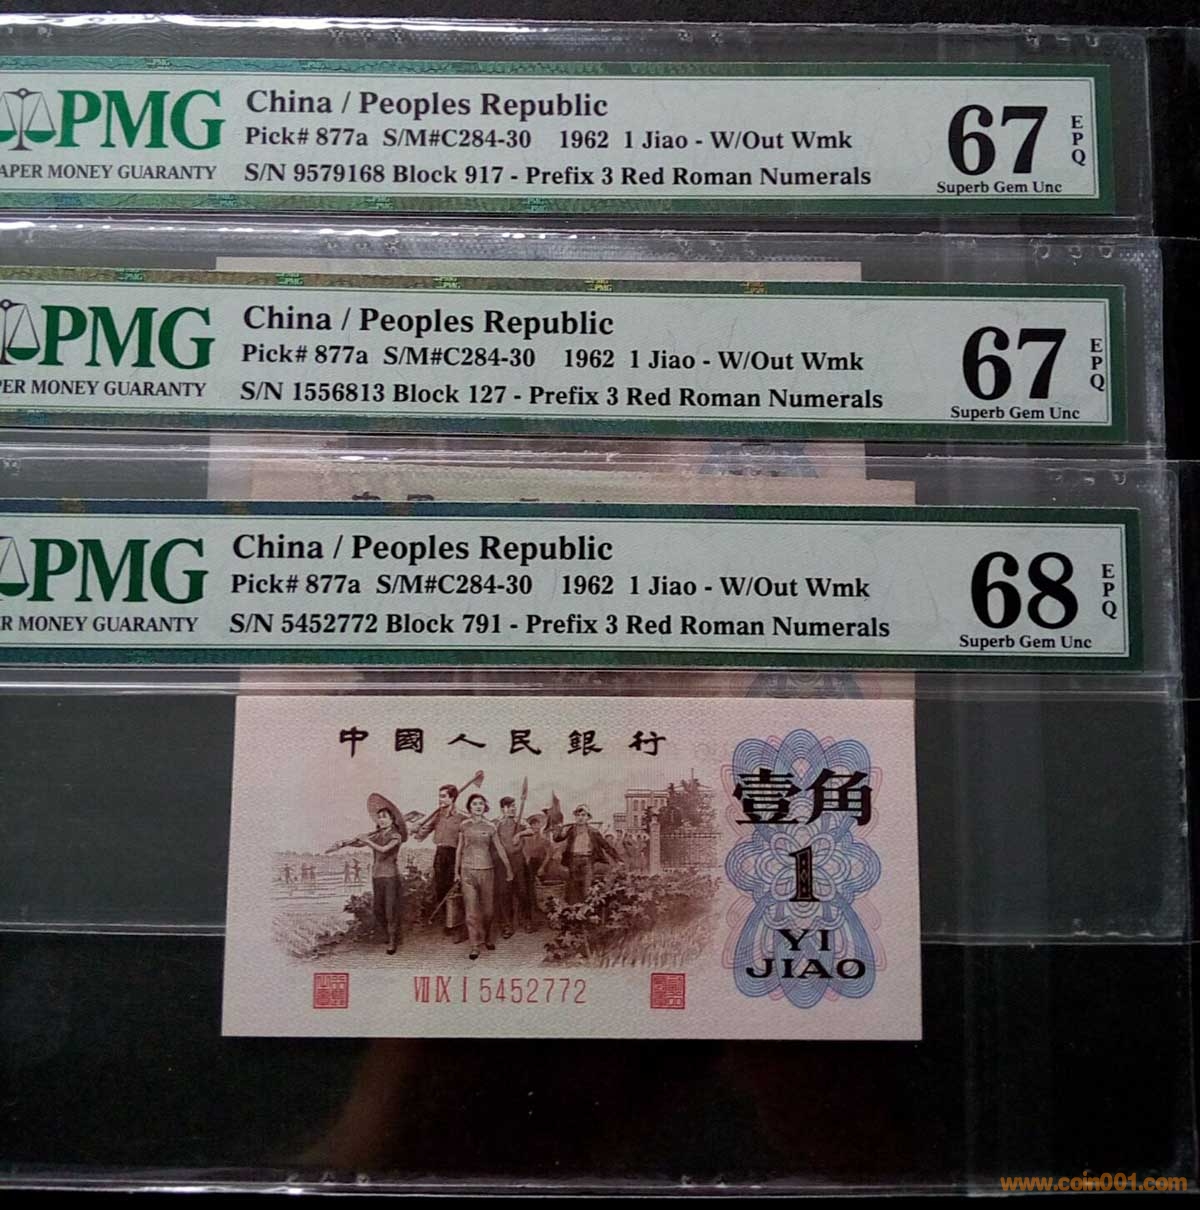 PMG
APER MONEY GUARANTY
China / Peoples Republic
Pick# 877a S/M#C284-30 1962 1 Jiao - W/Out Wmk
S/N 9579168 Block 917 - Prefix 3 Red Roman Numerals
67
EPQ
Superb Gem Unc
PMG
PER MONEY GUARANTY
China / Peoples Republic
Pick# 877a S/M#C284-30 1962 1 Jiao - W/Out Wmk
S/N 1556813 Block 127 - Prefix 3 Red Roman Numerals
67
EPQ
Superb Gem Unc
PMG
R MONEY GUARANTY
China / Peoples Republic
Pick# 877a S/M#C284-30 1962 1 Jiao - W/Out Wmk
S/N 5452772 Block 791 - Prefix 3 Red Roman Numerals
68
EPQ
Superb Gem Unc
中國人民銀行
壹角
1
YI
JIAO
VII IX I 5452772
www.coin001.com